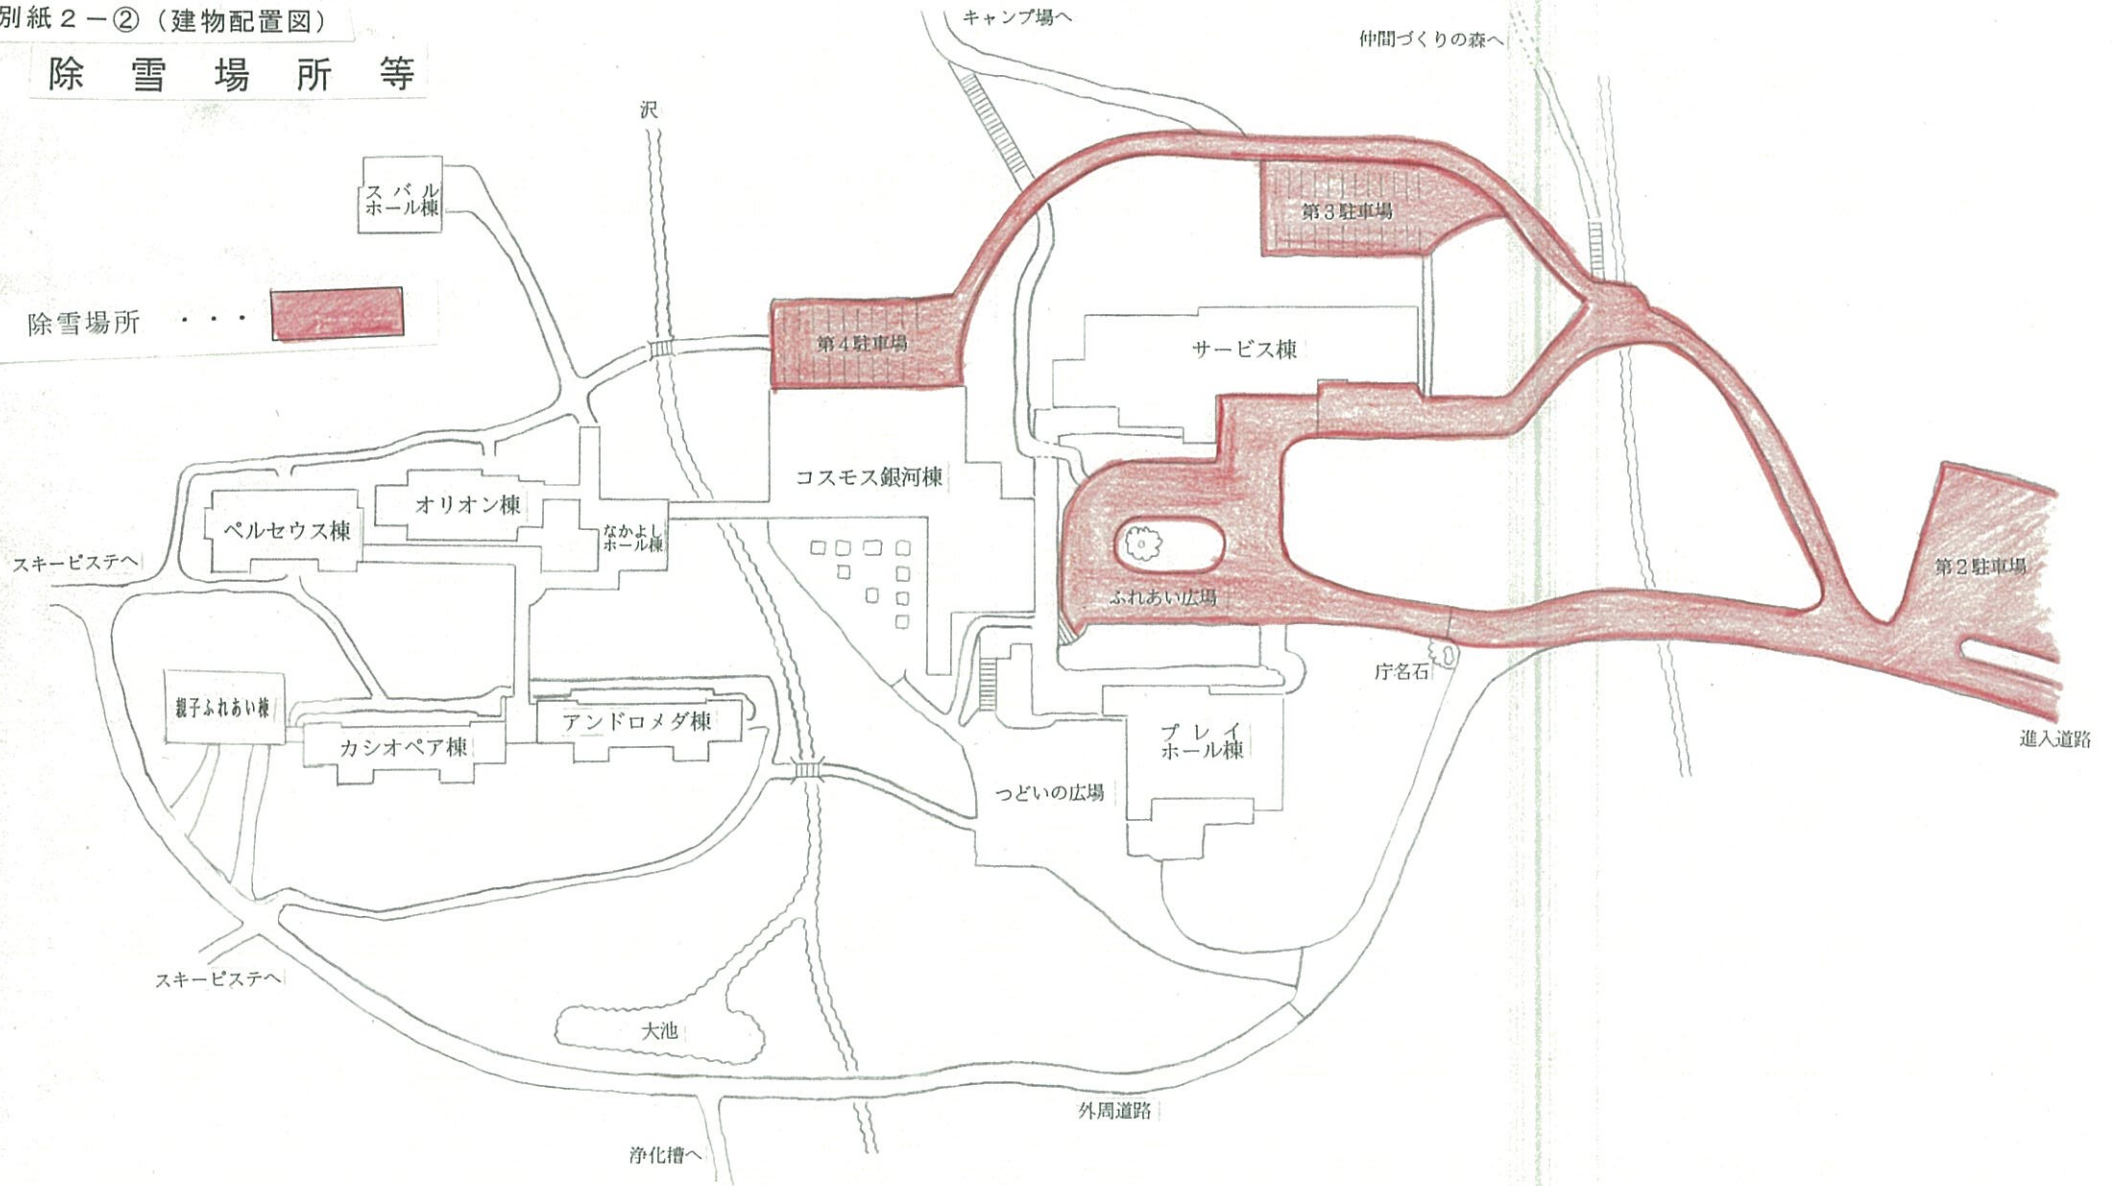 別紙２－②（建物配置図）
除雪場所等
キャンプ場へ
仲間づくりの森へ
沢
スバル
ホール棟
第３駐車場
除雪場所 ・・・
第４駐車場
サービス棟
コスモス銀河棟
オリオン棟
ペルセウス棟
なかよし
ホール棟
スキーピステへ
第２駐車場
ふれあい広場
庁名石
親子ふれあい棟
アンドロメダ棟
カシオペア棟
プレイ
ホール棟
進入道路
つどいの広場
スキーピステへ
大池
外周道路
浄化槽へ